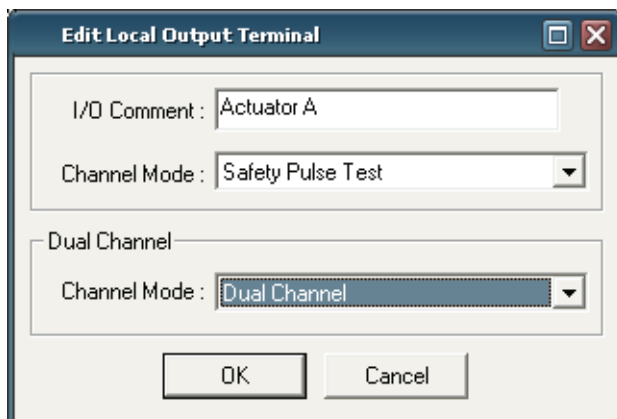 Edit Local Output Terminal
I/O Comment : Actuator A
Channel Mode : Safety Pulse Test
Dual Channel
Channel Mode : Dual Channel
OK Cancel